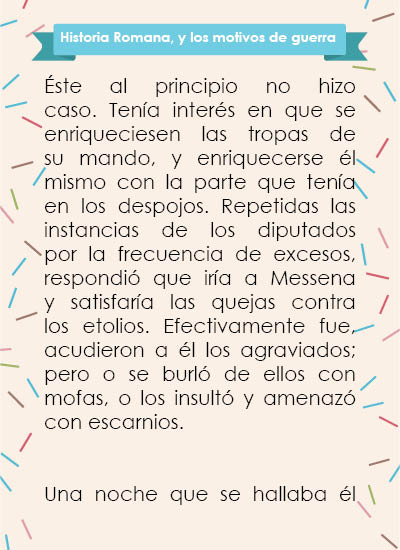 Historia Romana, y los motivos de guerra
Éste al principio no hizo
caso. Tenía interés en que se
enriqueciesen las tropas de
su mando, y enriquecerse él
mismo con la parte que tenía
en los despojos. Repetidas las
instancias de los diputados
por la frecuencia de excesos,
respondió que iría a Messena
y satisfaría las quejas contra
los etolios. Efectivamente fue,
acudieron a él los agraviados;
pero o se burló de ellos con
mofas, o los insultó y amenazó
con escarnios.
Una noche que se hallaba él